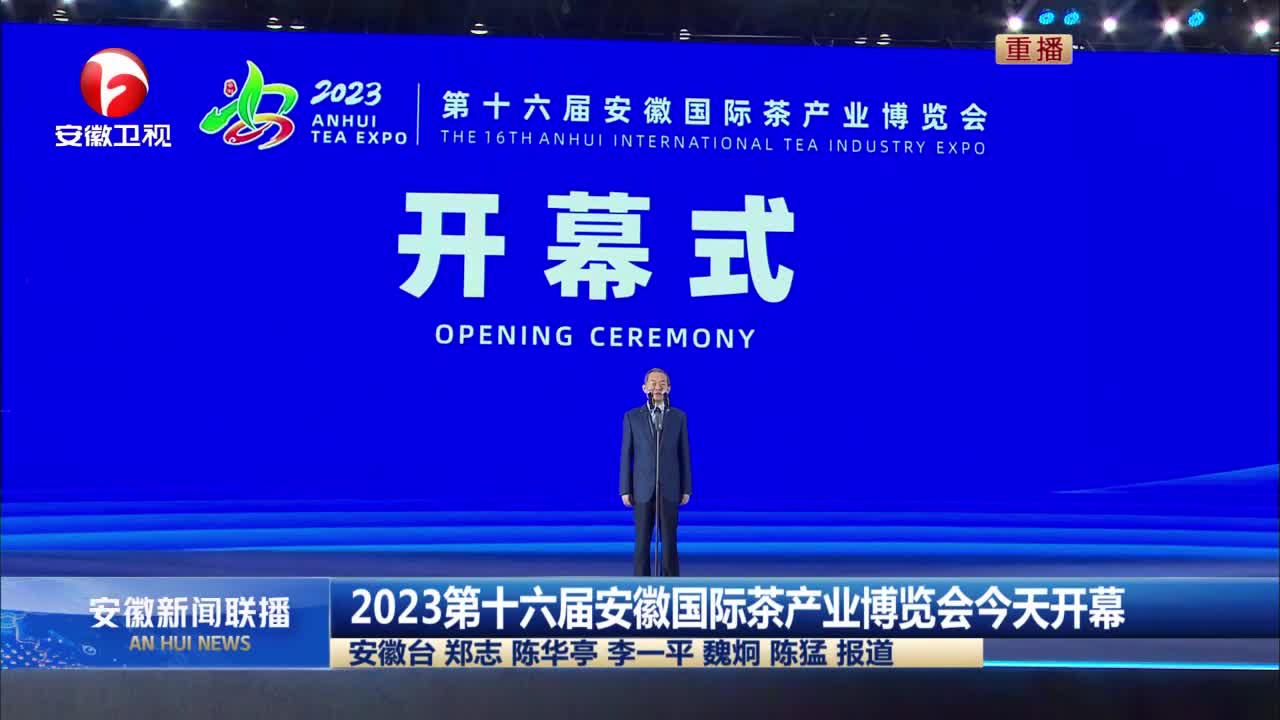 重播
安徽卫视
2023
ANHUI
TEA EXPO
第十六届安徽国际茶产业博览会
THE 16TH ANHUI INTERNATIONAL TEA INDUSTRY EXPO
开幕式
OPENING CEREMONY
安徽新闻联播
AN HUI NEWS
2023第十六届安徽国际茶产业博览会今天开幕
安徽台 郑志 陈华亭 李一平 魏炯 陈猛 报道